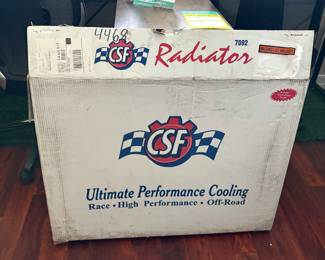 4468
CSF Radiator 7092
CSF
Ultimate Performance Cooling
Race • High Performance • Off-Road